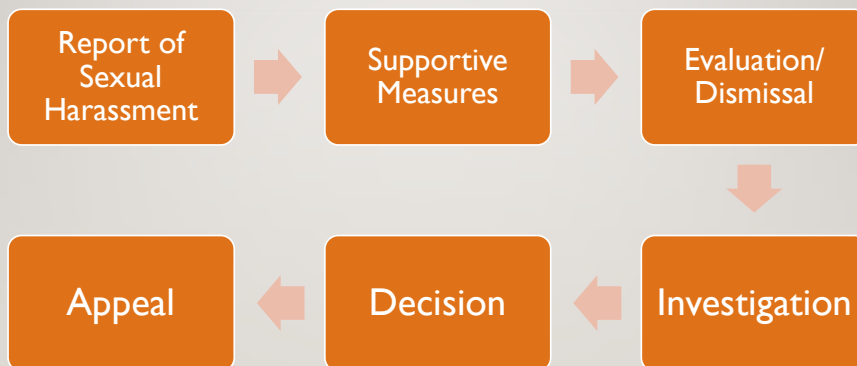 Report of
Sexual
Harassment
Supportive
Measures
Evaluation/
Dismissal
Investigation
Decision
Appeal